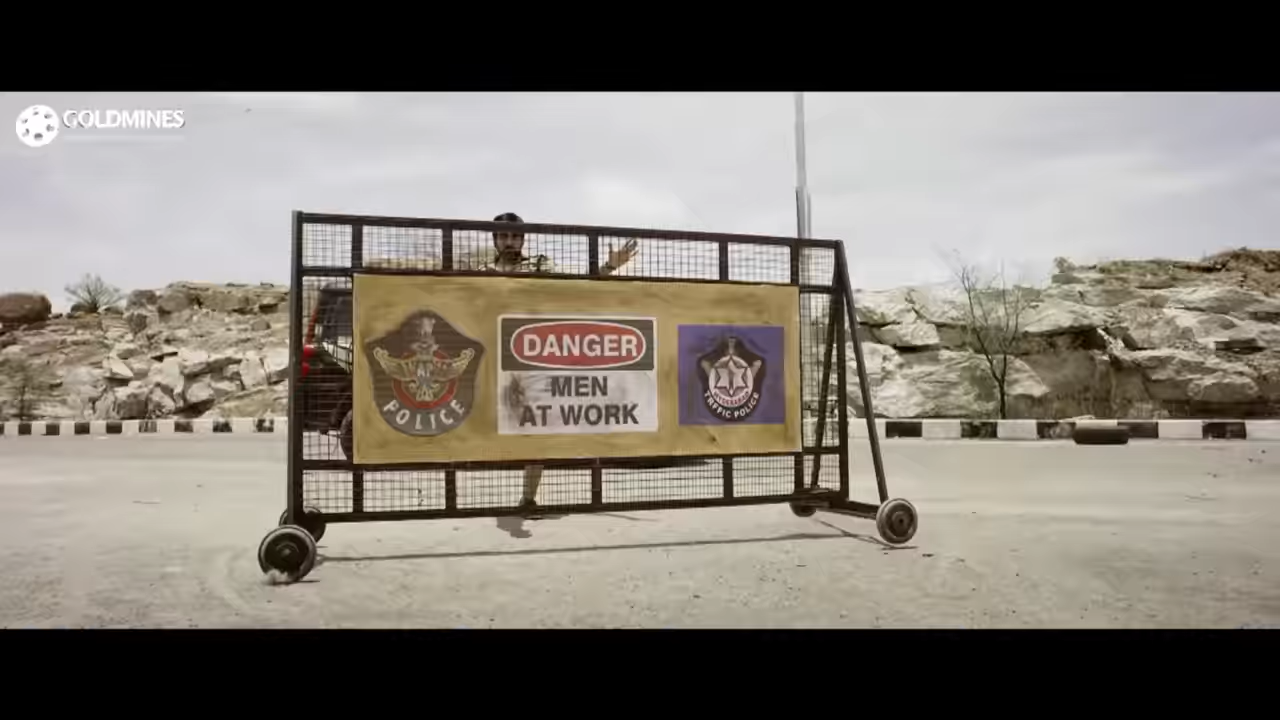 GOLDMINES
POLICE
DANGER
MEN
AT WORK
TRAFFIC POLICE